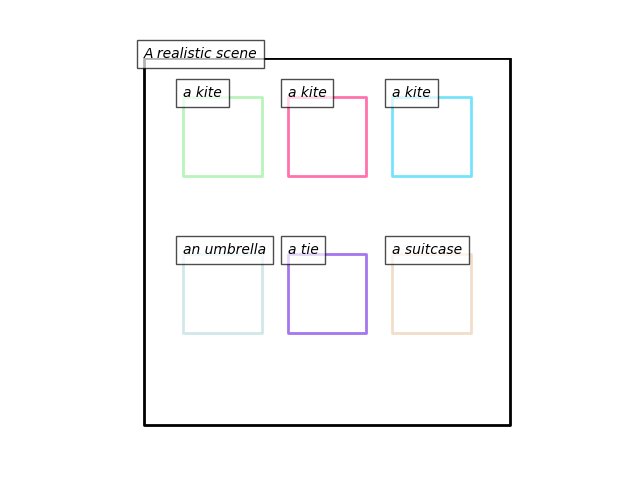 A realistic scene
a kite
a kite
a kite
an umbrella
a tie
a suitcase